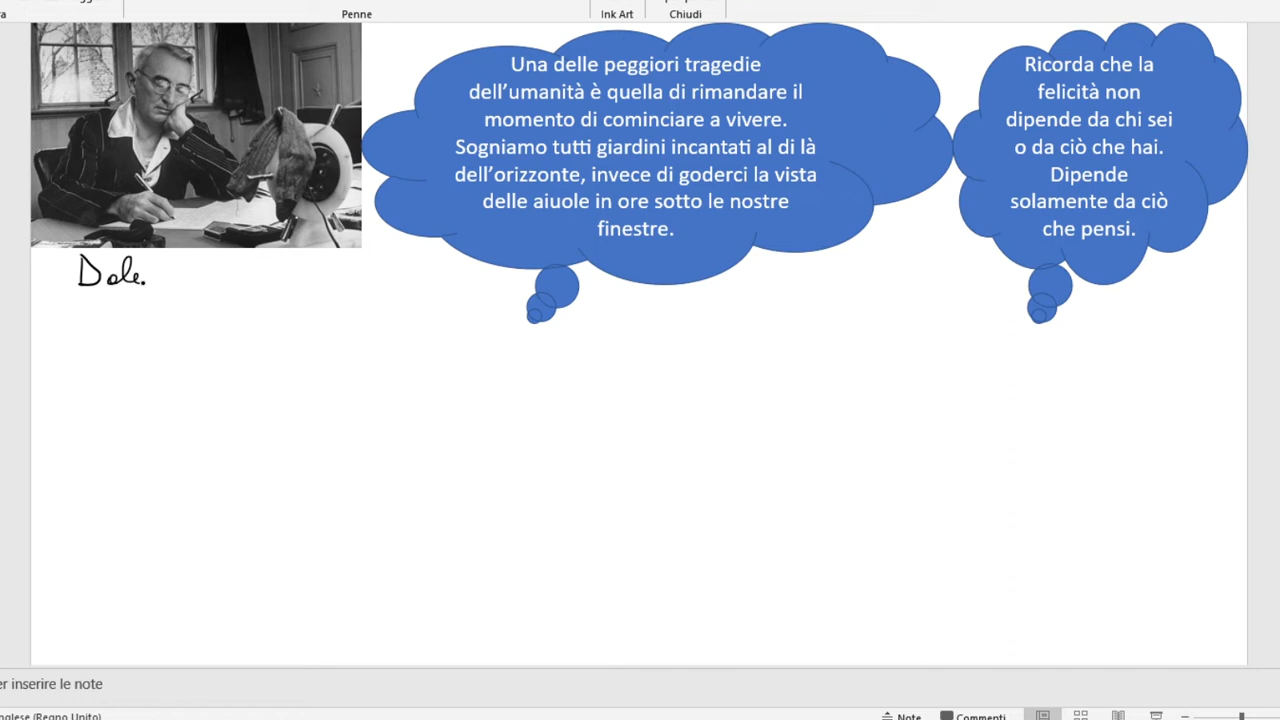 Penne
Ink Art
Chiudi
Una delle peggiori tragedie
dell'umanità è quella di rimandare il
momento di cominciare a vivere.
Sogniamo tutti giardini incantati al di là
dell'orizzonte, invece di goderci la vista
delle aiuole in ore sotto le nostre
finestre.
Ricorda che la
felicità non
dipende da chi sei
o da ciò che hai.
Dipende
solamente da ciò
che pensi.
Dale.
er inserire le note
nglese (Regno Unito)
Note
Commenti